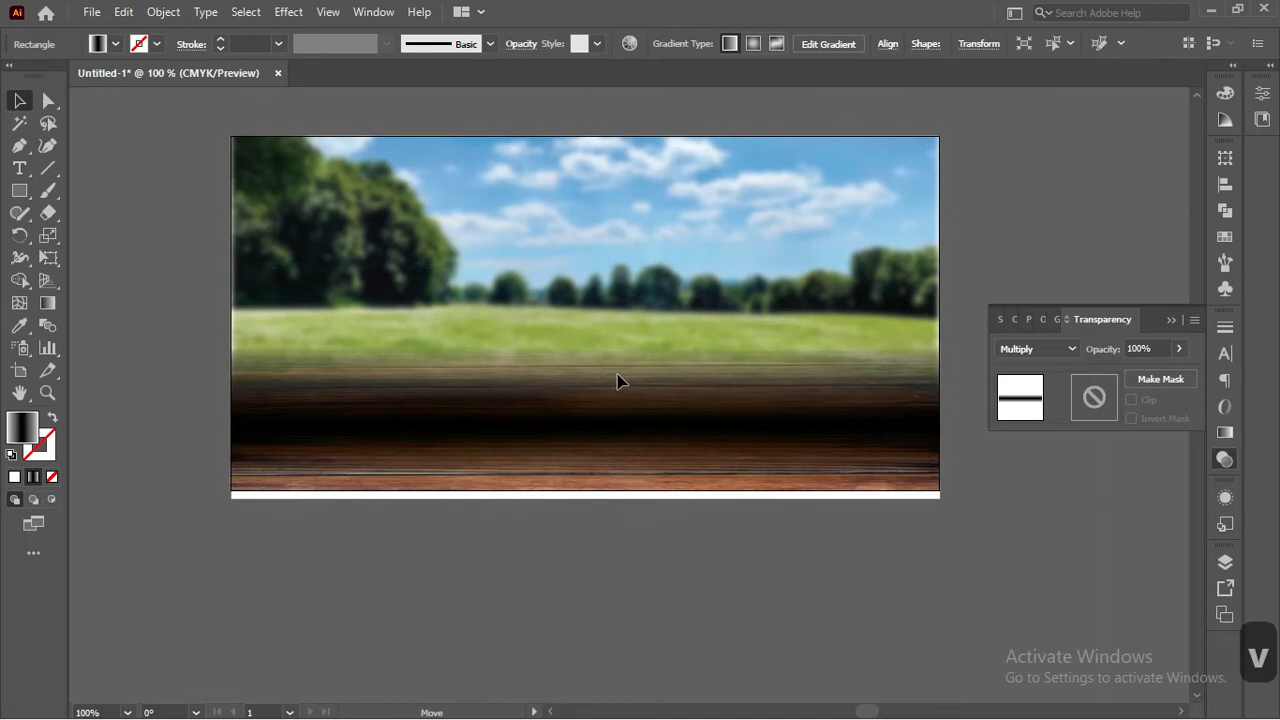 Ai File Edit Object Type Select Effect View Window Help Search Adobe Help
Rectangle Stroke: Basic Opacity Style: Gradient Type: Edit Gradient Align Shape: Transform
Untitled-1* @ 100 % (CMYK/Preview) ×
S C P O G Transparency
Multiply Opacity: 100%
Make Mask
Clip
Invert Mask
Activate Windows
Go to Settings to activate Windows.
V
100% 0° 1 Move